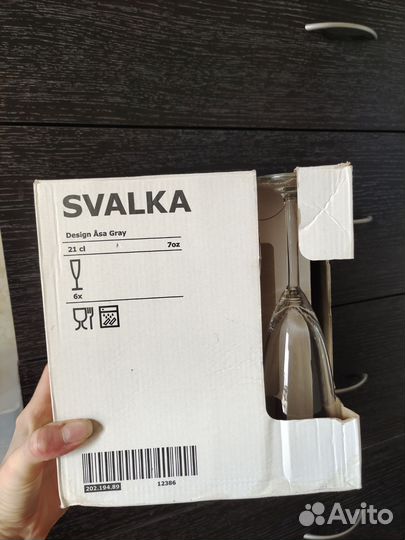 SVALKA
Design Åsa Gray
21 cl 7oz
6x
202.194.89 12386
Avito